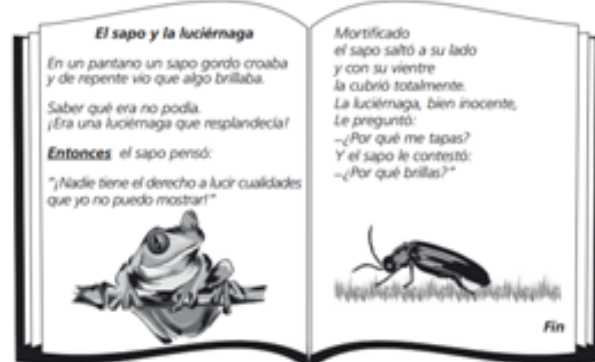 El sapo y la luciérnaga
En un pantano un sapo gordo croaba
y de repente vio que algo brillaba.
Saber qué era no podía.
¡Era una luciérnaga que resplandecía!
Entonces el sapo pensó:
"¡Nadie tiene el derecho a lucir cualidades
que yo no puedo mostrar!"
Mortificado
el sapo saltó a su lado
y con su vientre
la cubrió totalmente.
La luciérnaga, bien inocente,
Le preguntó:
–¿Por qué me tapas?
Y el sapo le contestó:
–¿Por qué brillas?"
Fin